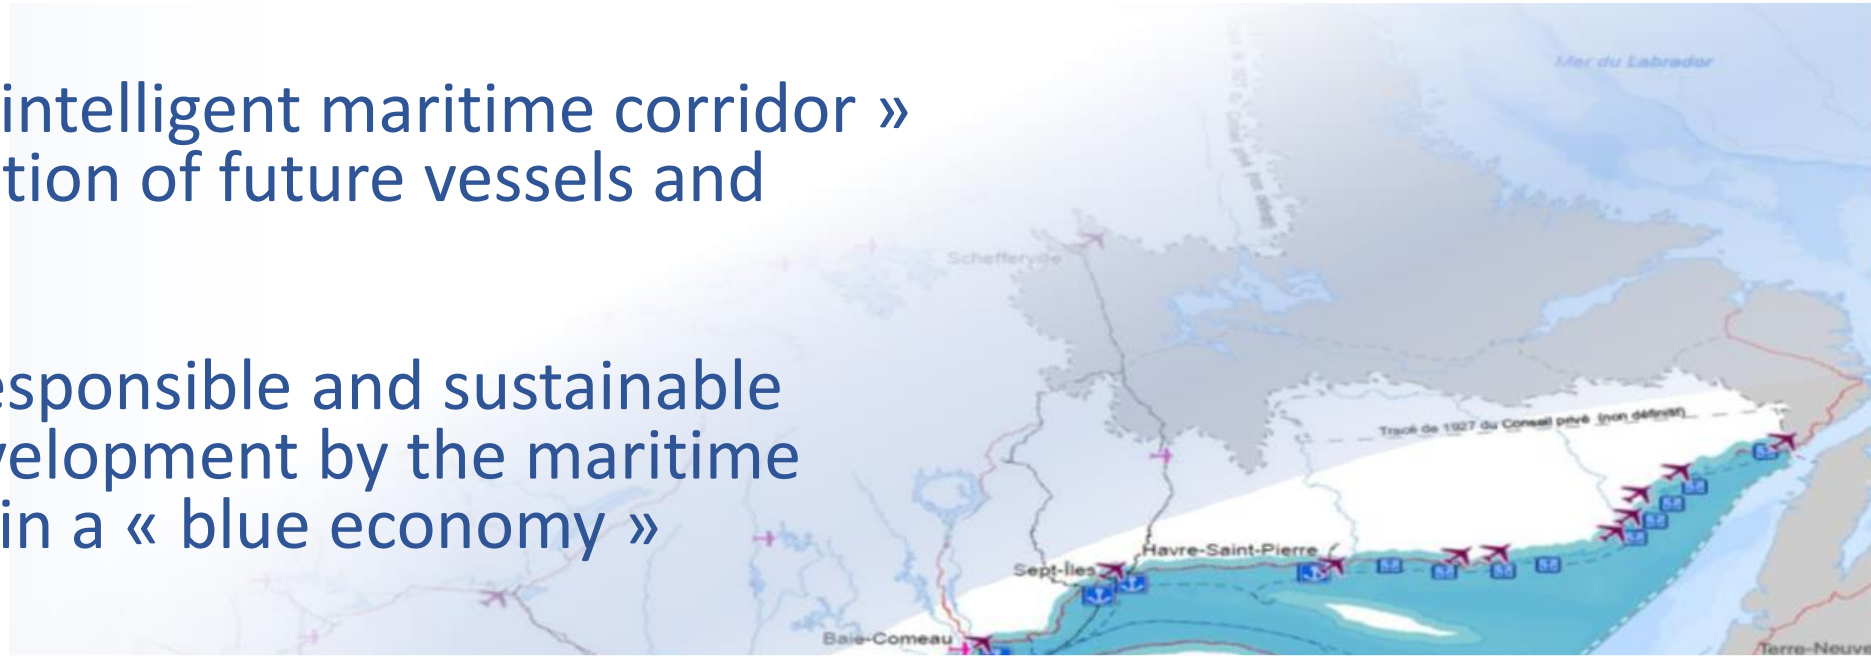 intelligent maritime corridor »
tion of future vessels and
esponsible and sustainable
velopment by the maritime
in a « blue economy »
Mer du Labrador
Schefferville
Tracé de 1927 du Conseil privé (non définitif)
Havre-Saint-Pierre
Sept-Îles
Baie-Comeau
Terre-Neuve